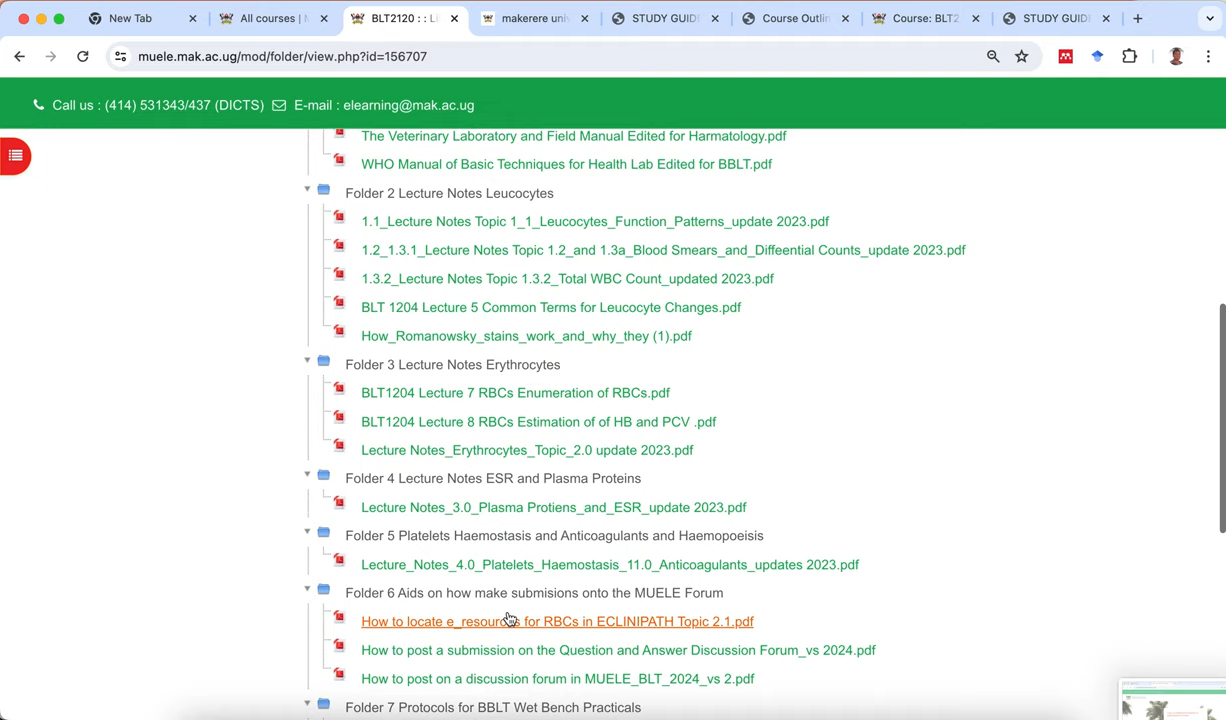 New Tab
All courses | M
BLT2120 : : LI
makerere uni
STUDY GUID
Course Outlin
Course: BLT2
STUDY GUID
muele.mak.ac.ug/mod/folder/view.php?id=156707
Call us : (414) 531343/437 (DICTS) E-mail : elearning@mak.ac.ug
The Veterinary Laboratory and Field Manual Edited for Harmatology.pdf
WHO Manual of Basic Techniques for Health Lab Edited for BBLT.pdf
Folder 2 Lecture Notes Leucocytes
1.1_Lecture Notes Topic 1_1_Leucocytes_Function_Patterns_update 2023.pdf
1.2_1.3.1_Lecture Notes Topic 1.2_and 1.3a_Blood Smears_and_Diffeential Counts_update 2023.pdf
1.3.2_Lecture Notes Topic 1.3.2_Total WBC Count_updated 2023.pdf
BLT 1204 Lecture 5 Common Terms for Leucocyte Changes.pdf
How_Romanowsky_stains_work_and_why_they (1).pdf
Folder 3 Lecture Notes Erythrocytes
BLT1204 Lecture 7 RBCs Enumeration of RBCs.pdf
BLT1204 Lecture 8 RBCs Estimation of of HB and PCV .pdf
Lecture Notes_Erythrocytes_Topic_2.0 update 2023.pdf
Folder 4 Lecture Notes ESR and Plasma Proteins
Lecture Notes_3.0_Plasma Protiens_and_ESR_update 2023.pdf
Folder 5 Platelets Haemostasis and Anticoagulants and Haemopoeisis
Lecture_Notes_4.0_Platelets_Haemostasis_11.0_Anticoagulants_updates 2023.pdf
Folder 6 Aids on how make submisions onto the MUELE Forum
How to locate e_resources for RBCs in ECLINIPATH Topic 2.1.pdf
How to post a submission on the Question and Answer Discussion Forum_vs 2024.pdf
How to post on a discussion forum in MUELE_BLT_2024_vs 2.pdf
Folder 7 Protocols for BBLT Wet Bench Practicals